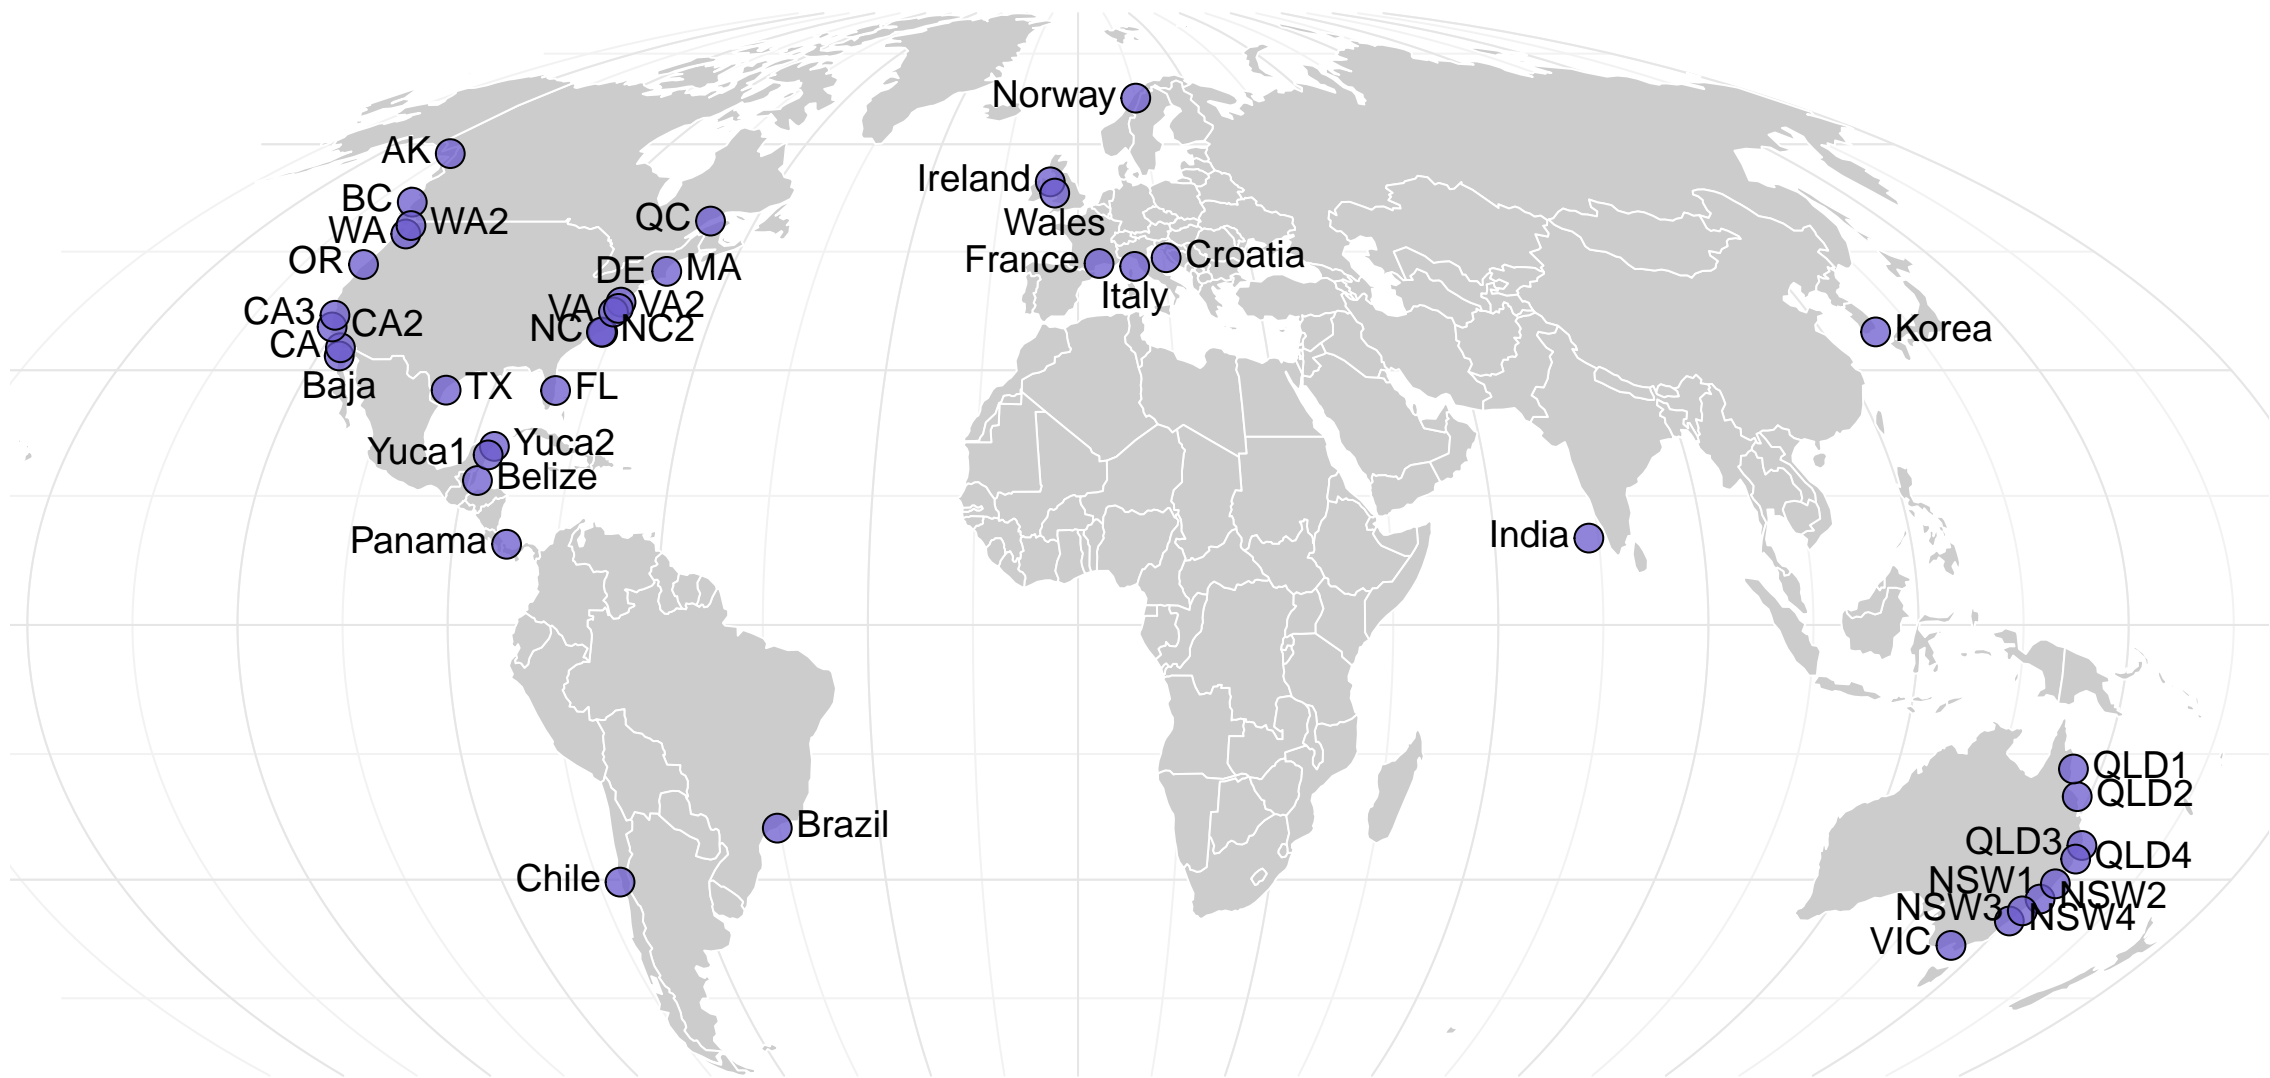 Norway
AK
Ireland
BC
WA2
QC
Wales
WA
OR
France
Croatia
DE
MA
Italy
CA3
VA
VA2
CA2
NC
NC2
Korea
CA
Baja
TX
FL
Yuca1
Yuca2
Belize
Panama
India
QLD1
QLD2
Brazil
QLD3
QLD4
Chile
NSW1
NSW2
NSW3
NSW4
VIC